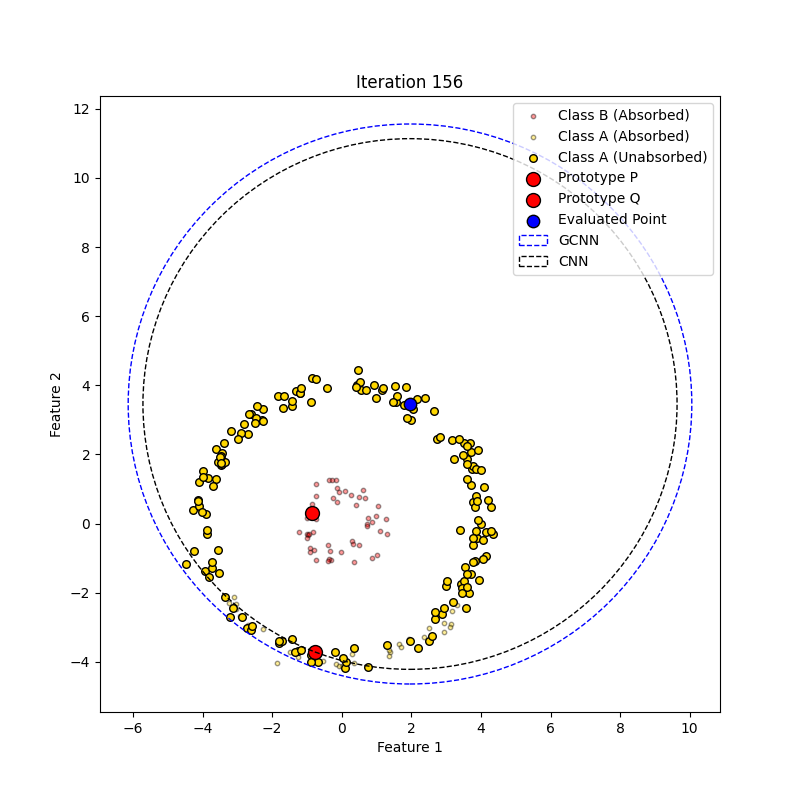 Iteration 156
Class B (Absorbed)
Class A (Absorbed)
Class A (Unabsorbed)
Prototype P
Prototype Q
Evaluated Point
GCNN
CNN
12
10
8
6
4
2
0
−2
−4
Feature 2
−6 −4 −2 0 2 4 6 8 10
Feature 1